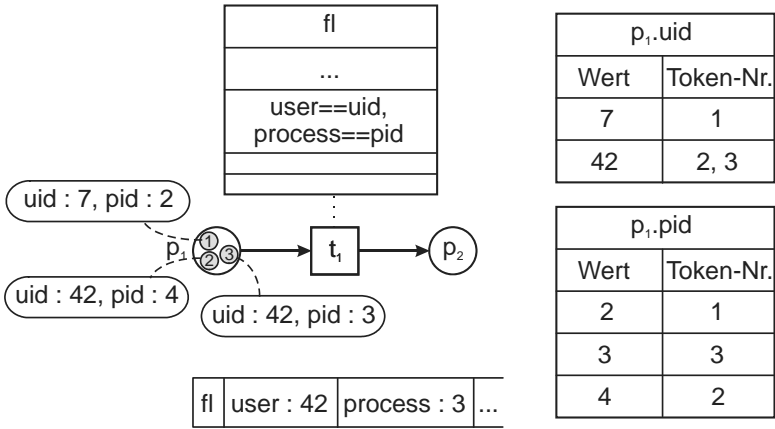 fl
...
user==uid,
process==pid
uid : 7, pid : 2
p1
1
2
3
t1
p2
uid : 42, pid : 4
uid : 42, pid : 3
fl user : 42 process : 3 ...
p1.uid
Wert Token-Nr.
7 1
42 2, 3
p1.pid
Wert Token-Nr.
2 1
3 3
4 2